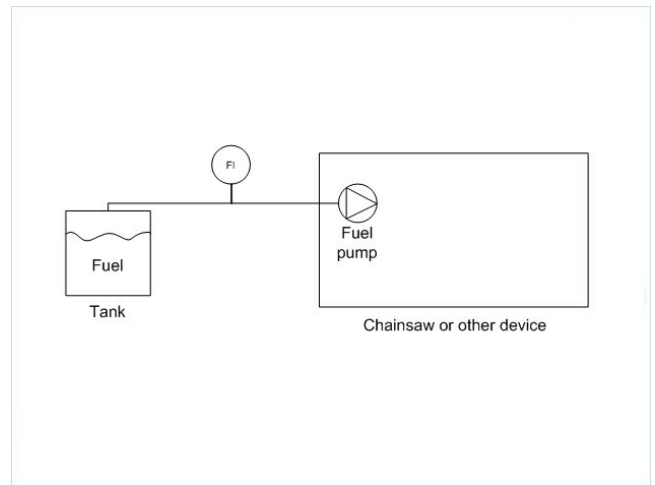 FI
Fuel
pump
Fuel
Tank
Chainsaw or other device